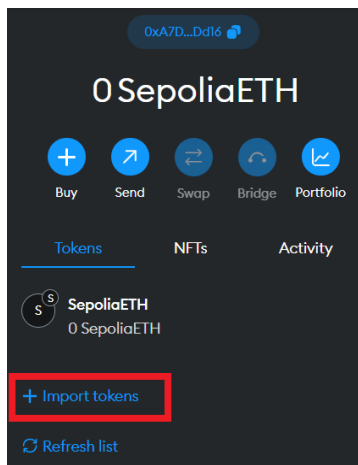 0xA7D...Dd16
0 SepoliaETH
Buy Send Swap Bridge Portfolio
Tokens NFTs Activity
S S SepoliaETH
0 SepoliaETH
+ Import tokens
Refresh list